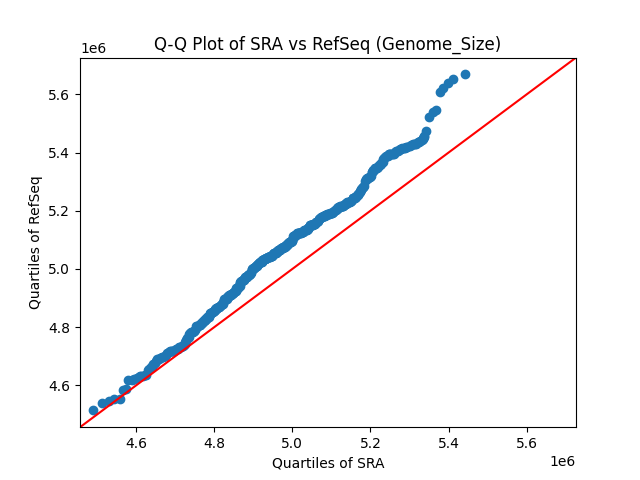 Q-Q Plot of SRA vs RefSeq (Genome_Size)
1e6
5.6
5.4
5.2
5.0
4.8
4.6
Quartiles of RefSeq
4.6 4.8 5.0 5.2 5.4 5.6
1e6
Quartiles of SRA